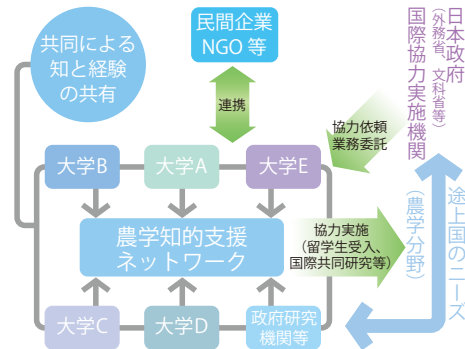 共同による
知と経験
の共有
民間企業
NGO 等
連携
日本政府
(外務省、文科省等)
国際協力実施機関
協力依頼
業務委託
大学B
大学A
大学E
農学知的支援
ネットワーク
協力実施
(留学生受入、
国際共同研究等)
途上国のニーズ
(農学分野)
大学C
大学D
政府研究
機関等